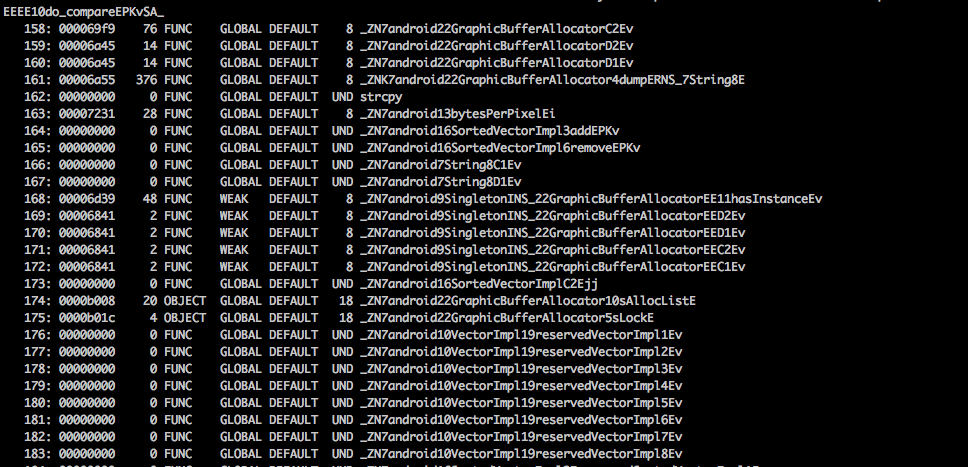 EEEE10do_compareEPKvSA_
158: 000069f9 76 FUNC GLOBAL DEFAULT 8 _ZN7android22GraphicBufferAllocatorC2Ev
159: 00006a45 14 FUNC GLOBAL DEFAULT 8 _ZN7android22GraphicBufferAllocatorD2Ev
160: 00006a45 14 FUNC GLOBAL DEFAULT 8 _ZN7android22GraphicBufferAllocatorD1Ev
161: 00006a55 376 FUNC GLOBAL DEFAULT 8 _ZNK7android22GraphicBufferAllocator4dumpERNS_7String8E
162: 00000000 0 FUNC GLOBAL DEFAULT UND strcpy
163: 00007231 28 FUNC GLOBAL DEFAULT 8 _ZN7android13bytesPerPixelEi
164: 00000000 0 FUNC GLOBAL DEFAULT UND _ZN7android16SortedVectorImpl3addEPKv
165: 00000000 0 FUNC GLOBAL DEFAULT UND _ZN7android16SortedVectorImpl6removeEPKv
166: 00000000 0 FUNC GLOBAL DEFAULT UND _ZN7android7String8C1Ev
167: 00000000 0 FUNC GLOBAL DEFAULT UND _ZN7android7String8D1Ev
168: 00006d39 48 FUNC WEAK DEFAULT 8 _ZN7android9SingletonINS_22GraphicBufferAllocatorEE11hasInstanceEv
169: 00006841 2 FUNC WEAK DEFAULT 8 _ZN7android9SingletonINS_22GraphicBufferAllocatorEED2Ev
170: 00006841 2 FUNC WEAK DEFAULT 8 _ZN7android9SingletonINS_22GraphicBufferAllocatorEED1Ev
171: 00006841 2 FUNC WEAK DEFAULT 8 _ZN7android9SingletonINS_22GraphicBufferAllocatorEEC2Ev
172: 00006841 2 FUNC WEAK DEFAULT 8 _ZN7android9SingletonINS_22GraphicBufferAllocatorEEC1Ev
173: 00000000 0 FUNC GLOBAL DEFAULT UND _ZN7android16SortedVectorImplC2Ejj
174: 0000b008 20 OBJECT GLOBAL DEFAULT 18 _ZN7android22GraphicBufferAllocator10sAllocListE
175: 0000b01c 4 OBJECT GLOBAL DEFAULT 18 _ZN7android22GraphicBufferAllocator5sLockE
176: 00000000 0 FUNC GLOBAL DEFAULT UND _ZN7android10VectorImpl19reservedVectorImpl1Ev
177: 00000000 0 FUNC GLOBAL DEFAULT UND _ZN7android10VectorImpl19reservedVectorImpl2Ev
178: 00000000 0 FUNC GLOBAL DEFAULT UND _ZN7android10VectorImpl19reservedVectorImpl3Ev
179: 00000000 0 FUNC GLOBAL DEFAULT UND _ZN7android10VectorImpl19reservedVectorImpl4Ev
180: 00000000 0 FUNC GLOBAL DEFAULT UND _ZN7android10VectorImpl19reservedVectorImpl5Ev
181: 00000000 0 FUNC GLOBAL DEFAULT UND _ZN7android10VectorImpl19reservedVectorImpl6Ev
182: 00000000 0 FUNC GLOBAL DEFAULT UND _ZN7android10VectorImpl19reservedVectorImpl7Ev
183: 00000000 0 FUNC GLOBAL DEFAULT UND _ZN7android10VectorImpl19reservedVectorImpl8Ev